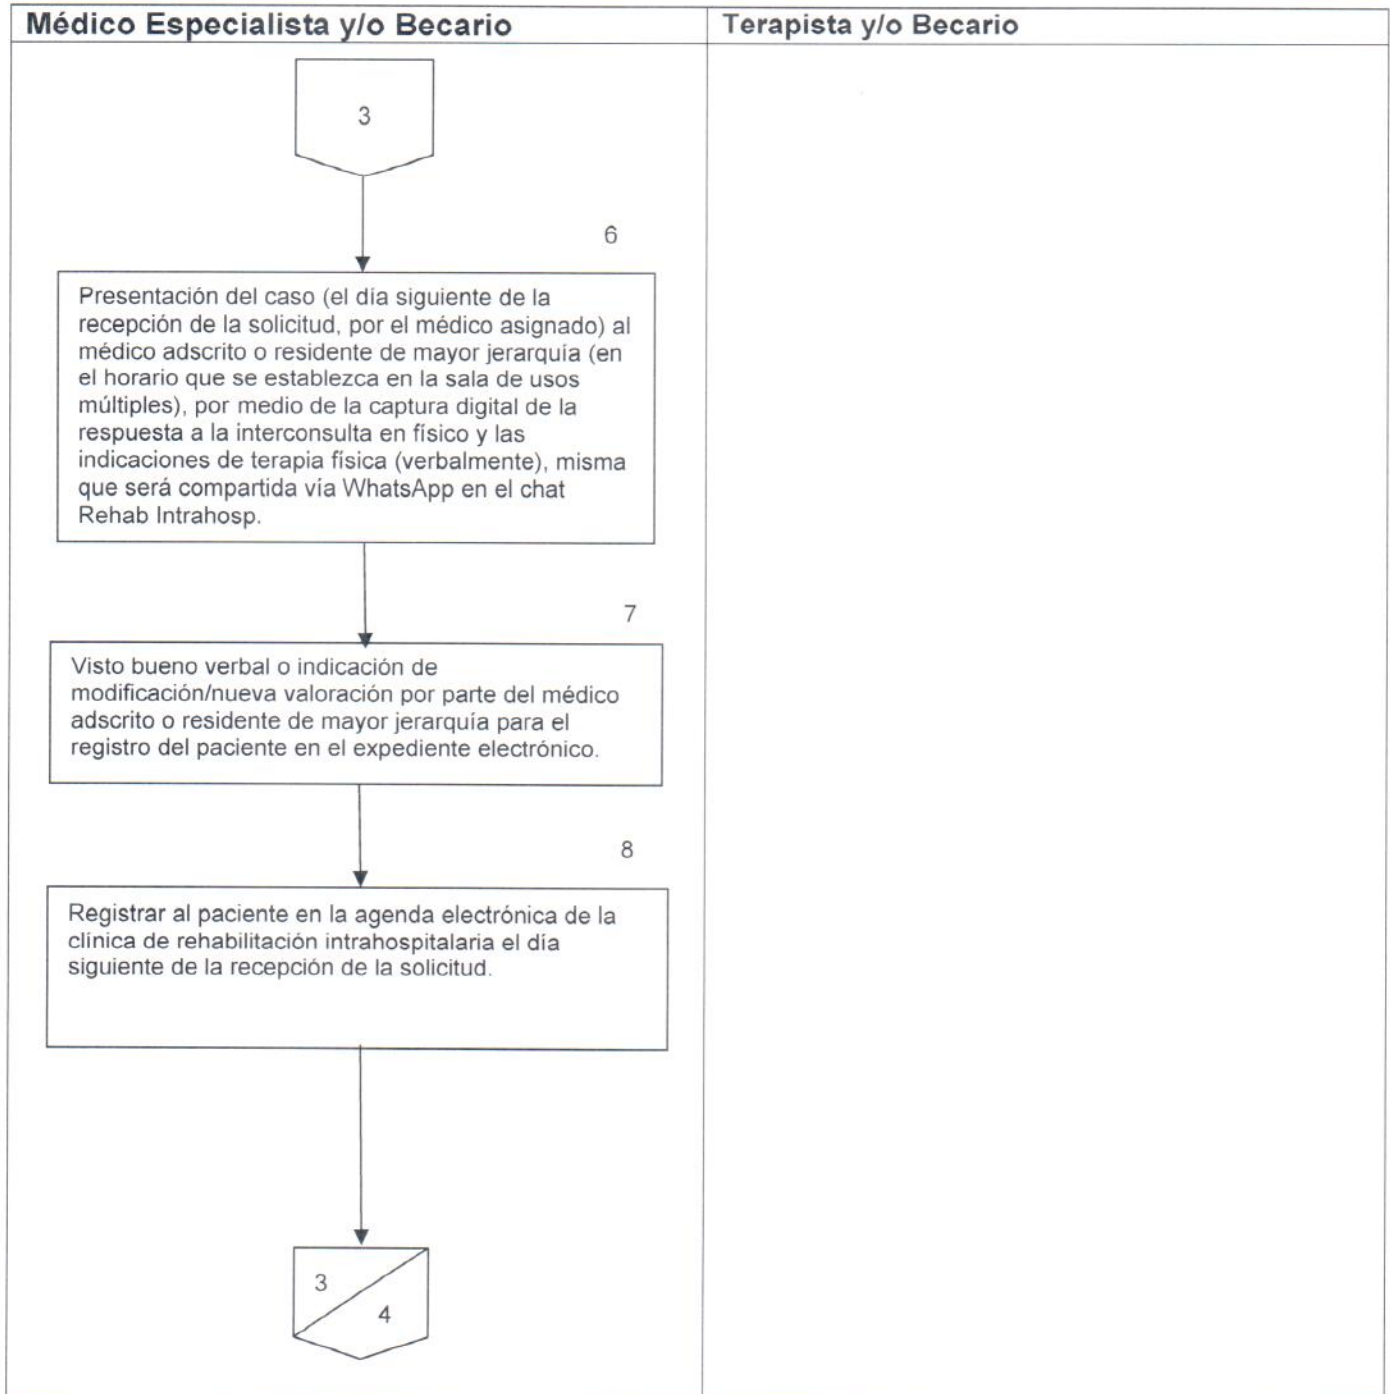 Médico Especialista y/o Becario
Terapista y/o Becario
3
6
Presentación del caso (el día siguiente de la
recepción de la solicitud, por el médico asignado) al
médico adscrito o residente de mayor jerarquía (en
el horario que se establezca en la sala de usos
múltiples), por medio de la captura digital de la
respuesta a la interconsulta en físico y las
indicaciones de terapia física (verbalmente), misma
que será compartida vía WhatsApp en el chat
Rehab Intrahosp.
7
Visto bueno verbal o indicación de
modificación/nueva valoración por parte del médico
adscrito o residente de mayor jerarquía para el
registro del paciente en el expediente electrónico.
8
Registrar al paciente en la agenda electrónica de la
clínica de rehabilitación intrahospitalaria el día
siguiente de la recepción de la solicitud.
3
4